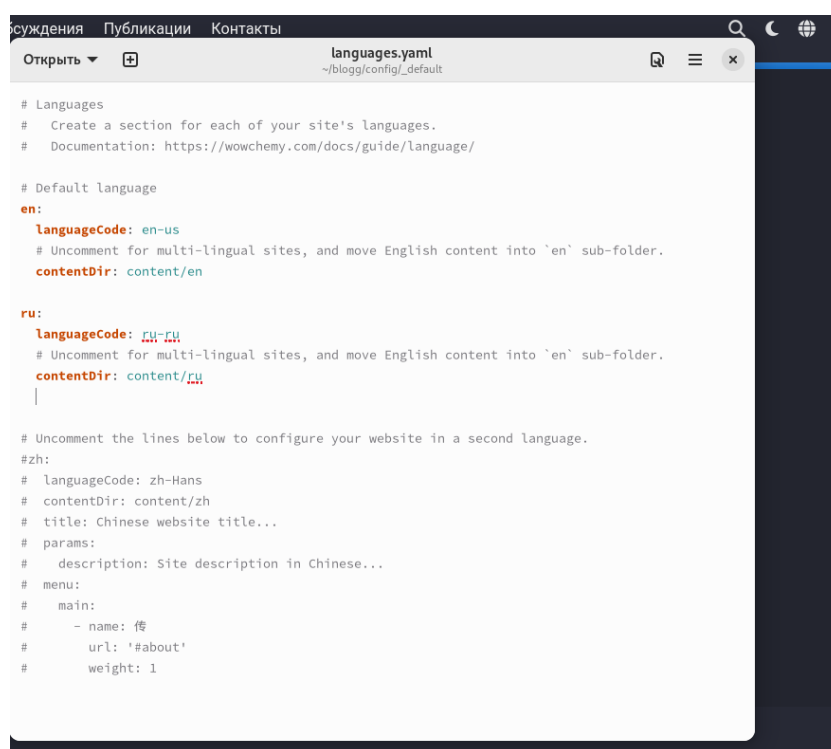 бсуждения Публикации Контакты
Открыть languages.yaml
~/blogg/config/_default
# Languages
#   Create a section for each of your site's languages.
#   Documentation: https://wowchemy.com/docs/guide/language/
# Default language
en:
  languageCode: en-us
  # Uncomment for multi-lingual sites, and move English content into `en` sub-folder.
  contentDir: content/en
ru:
  languageCode: ru-ru
  # Uncomment for multi-lingual sites, and move English content into `en` sub-folder.
  contentDir: content/ru
# Uncomment the lines below to configure your website in a second language.
#zh:
#  languageCode: zh-Hans
#  contentDir: content/zh
#  title: Chinese website title...
#  params:
#    description: Site description in Chinese...
#  menu:
#    main:
#      - name: 传
#        url: '#about'
#        weight: 1